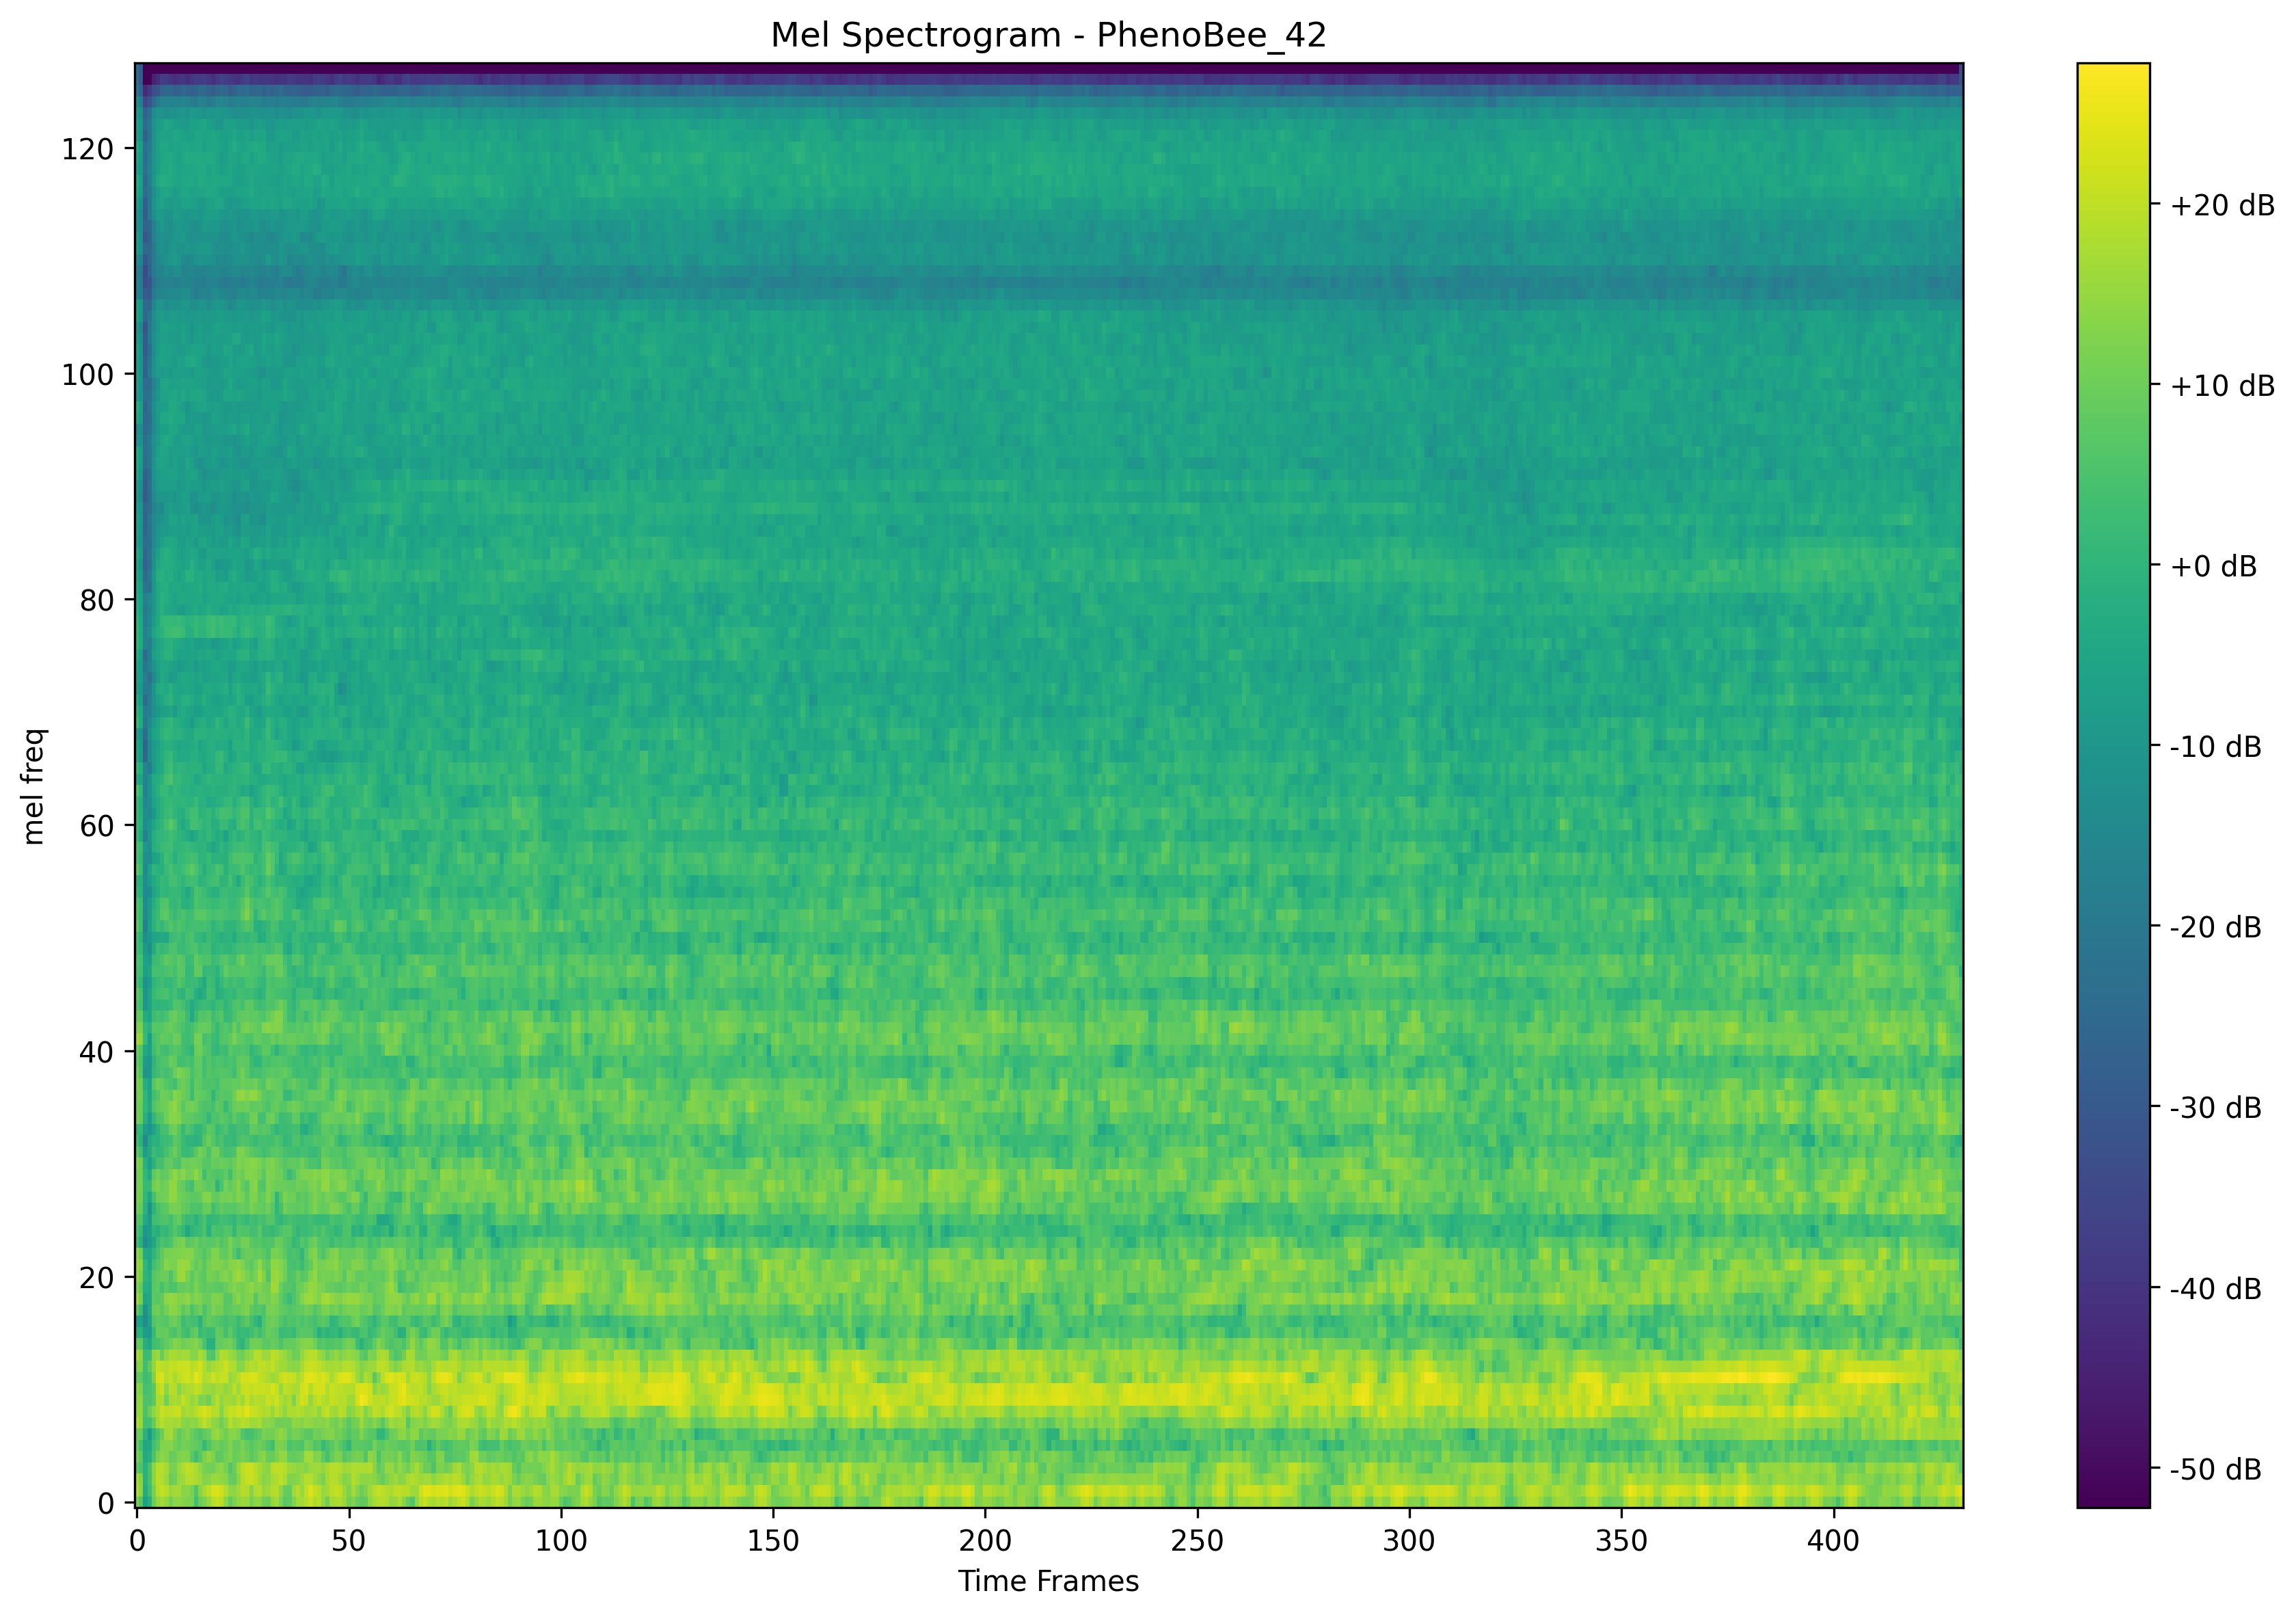 Mel Spectrogram - PhenoBee_42
mel freq
120
100
80
60
40
20
0
0 50 100 150 200 250 300 350 400
Time Frames
+20 dB
+10 dB
+0 dB
-10 dB
-20 dB
-30 dB
-40 dB
-50 dB